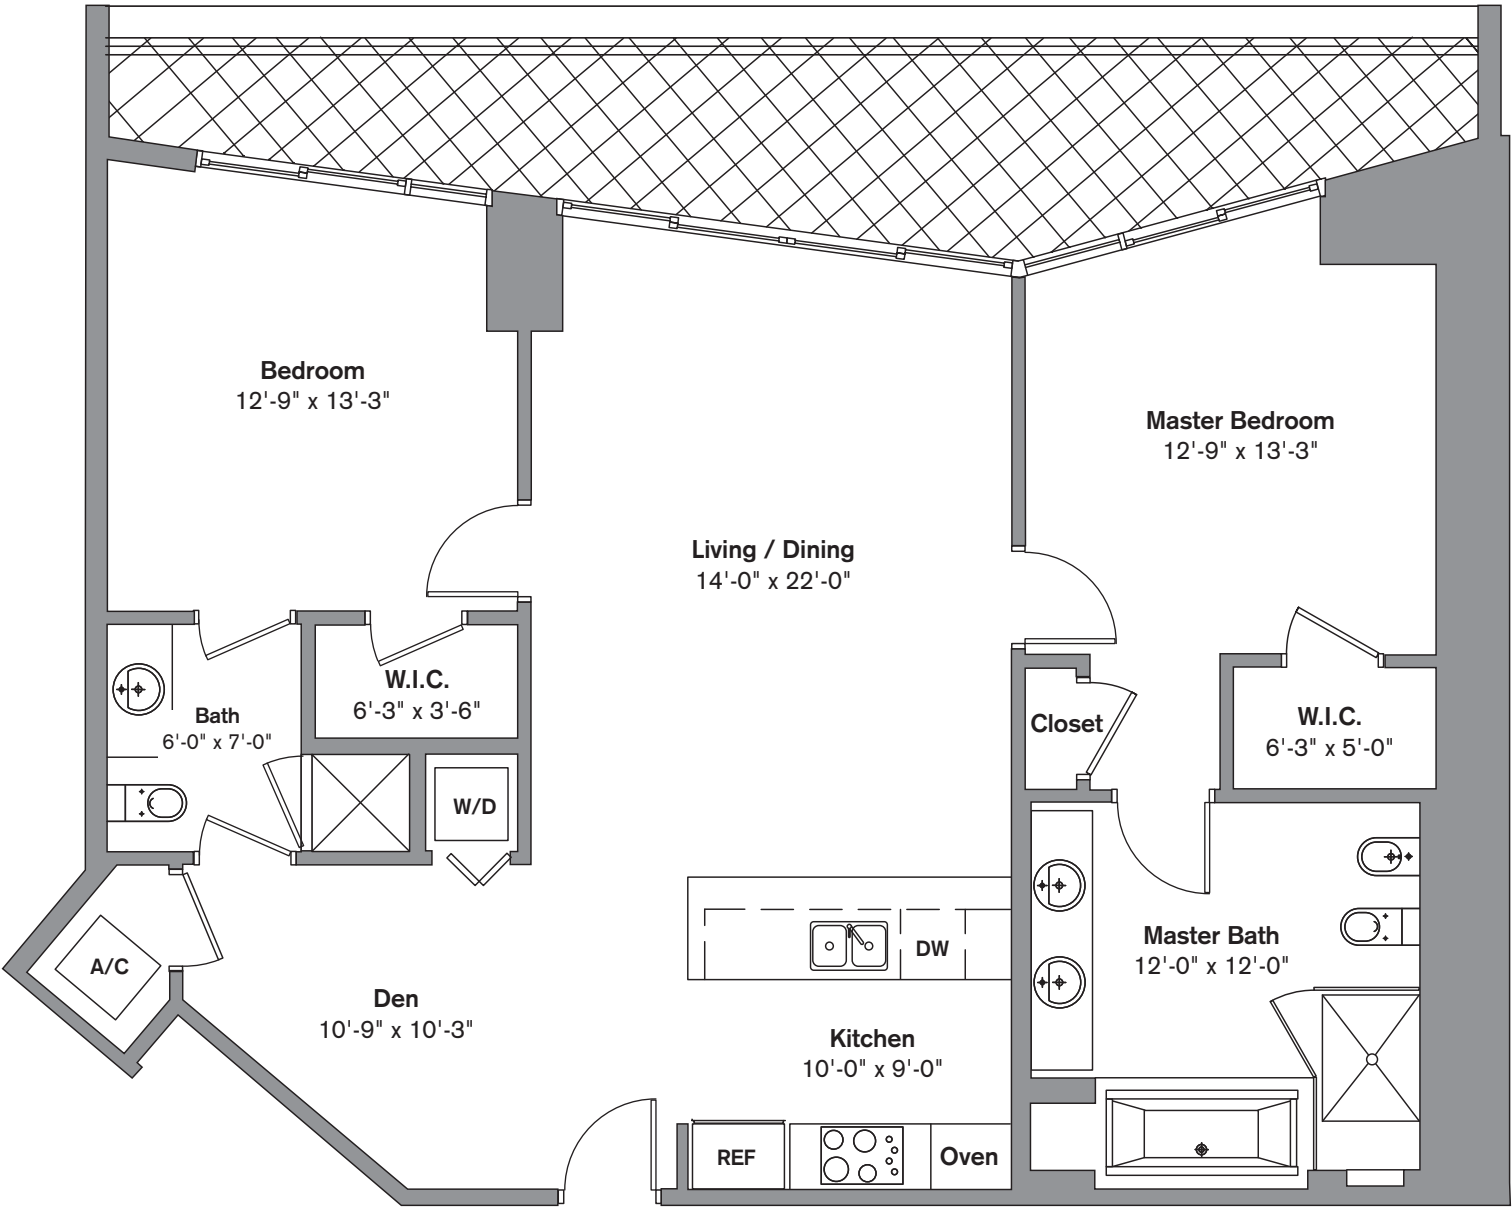 Bedroom
12'-9" x 13'-3"
Master Bedroom
12'-9" x 13'-3"
Living / Dining
14'-0" x 22'-0"
W.I.C.
6'-3" x 3'-6"
Bath
6'-0" x 7'-0"
Closet
W.I.C.
6'-3" x 5'-0"
W/D
A/C
DW
Master Bath
12'-0" x 12'-0"
Den
10'-9" x 10'-3"
Kitchen
10'-0" x 9'-0"
REF
Oven